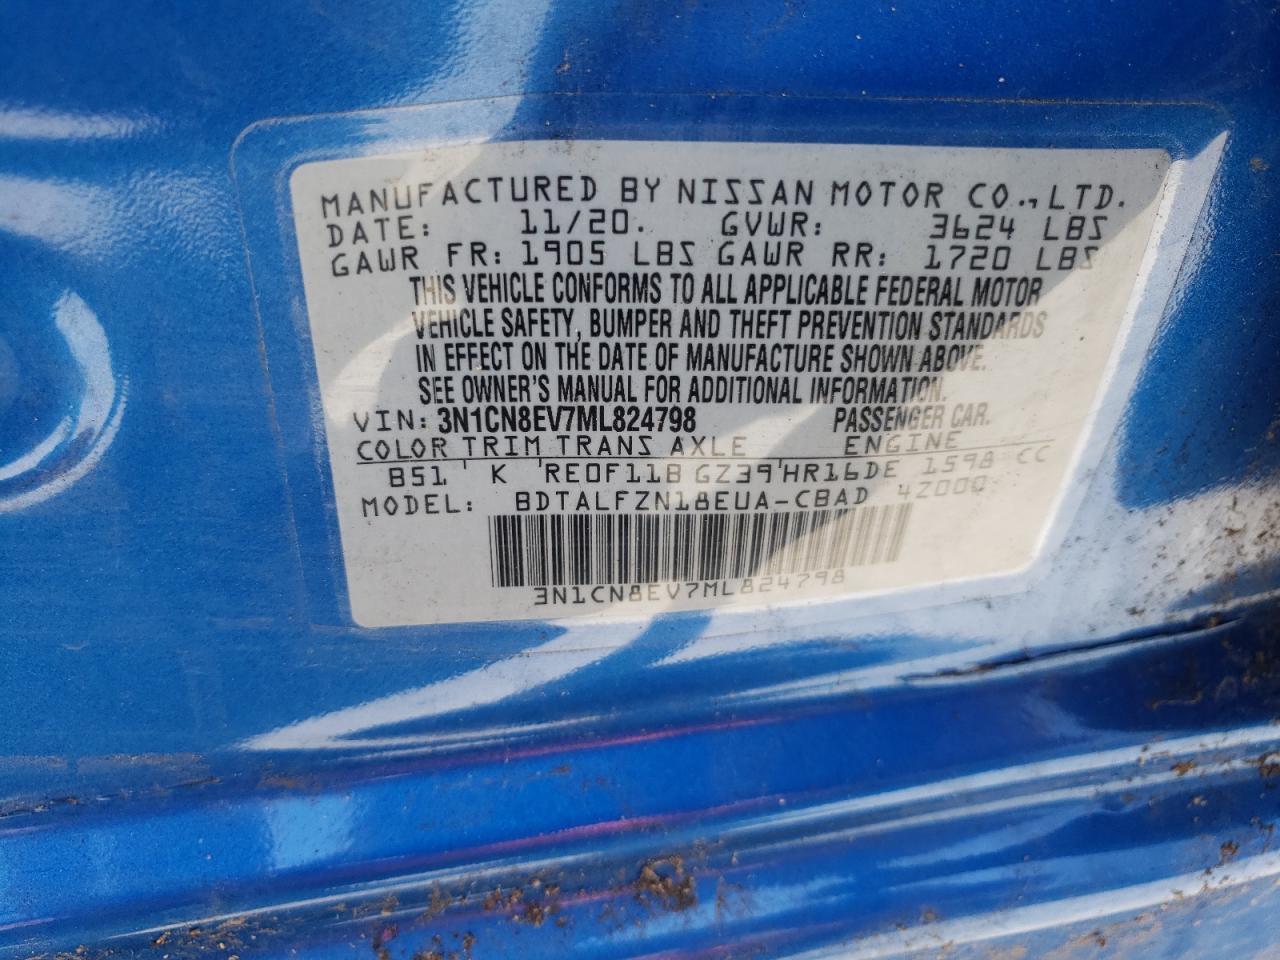 MANUFACTURED BY NISSAN MOTOR CO., LTD.
DATE: 11/20. GVWR: 3624 LBS
GAWR FR: 1905 LBS GAWR RR: 1720 LBS
THIS VEHICLE CONFORMS TO ALL APPLICABLE FEDERAL MOTOR
VEHICLE SAFETY, BUMPER AND THEFT PREVENTION STANDARDS
IN EFFECT ON THE DATE OF MANUFACTURE SHOWN ABOVE.
SEE OWNER'S MANUAL FOR ADDITIONAL INFORMATION.
VIN: 3N1CN8EV7ML824798 PASSENGER CAR.
COLOR TRIM TRANS AXLE ENGINE
B51 ' K 'RE0F11B GZ39'HR16DE 1598 CC
MODEL: BDTALFZN18EUA-CBAD 4Z000
3N1CN8EV7ML824798